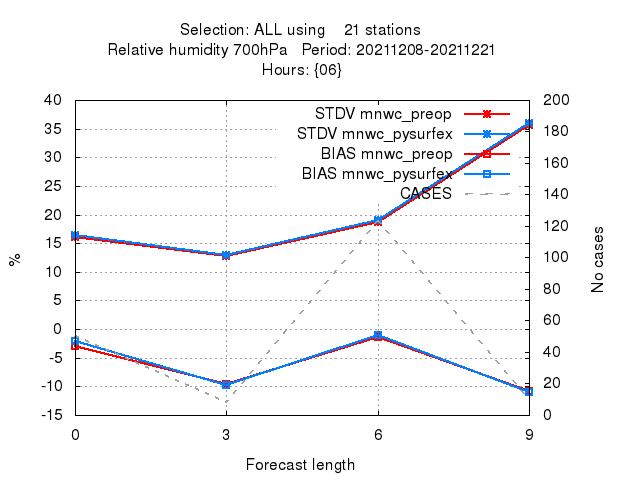 Selection: ALL using    21 stations
Relative humidity 700hPa   Period: 20211208-20211221
Hours: {06}
STDV mnwc_preop
STDV mnwc_pysurfex
BIAS mnwc_preop
BIAS mnwc_pysurfex
CASES
40
35
30
25
20
15
10
5
0
-5
-10
-15
%
200
180
160
140
120
100
80
60
40
20
0
No cases
0 3 6 9
Forecast length